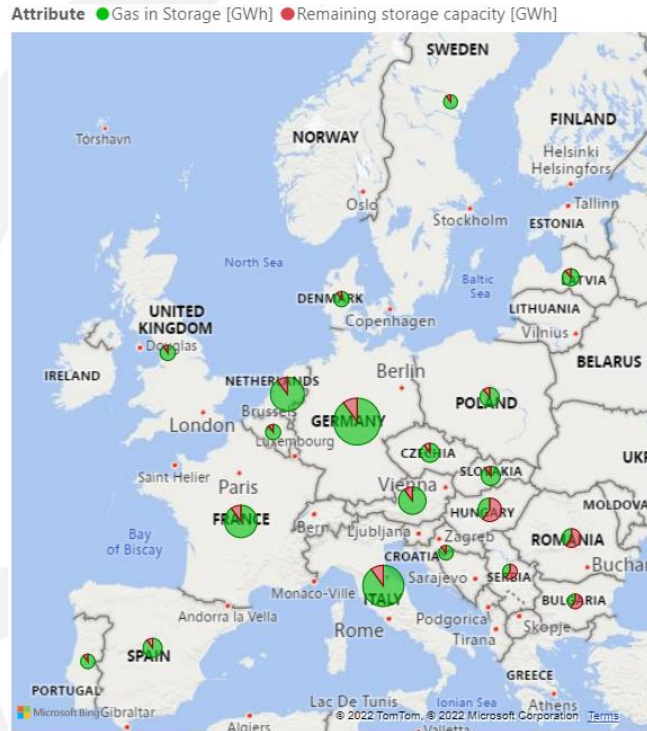 Attribute Gas in Storage [GWh] Remaining storage capacity [GWh]
SWEDEN
FINLAND
Tórshavn
NORWAY
Helsinki
Helsingfors
Oslo
Tallinn
Stockholm
ESTONIA
North Sea
Baltic
Sea
LATVIA
DENMARK
LITHUANIA
UNITED
KINGDOM
Copenhagen
Vilnius
Douglas
BELARUS
IRELAND
Berlin
NETHERLANDS
POLAND
London
Brussels
GERMANY
Luxembourg
CZECHIA
UKR
Saint Helier
SLOVAKIA
Paris
Vienna
MOLDOVA
FRANCE
HUNGARY
Bern
Ljubljana
Zagreb
ROMANIA
Bay
of Biscay
CROATIA
Buchar
Monaco-Ville
Sarajevo
SERBIA
ITALY
BULGARIA
Andorra la Vella
Podgorica
Skopje
Rome
Tirana
SPAIN
GREECE
PORTUGAL
Lac De Tunis
Ionian Sea
Athens
Microsoft Bing
Gibraltar
© 2022 TomTom, © 2022 Microsoft Corporation Terms
Algiers
Valletta